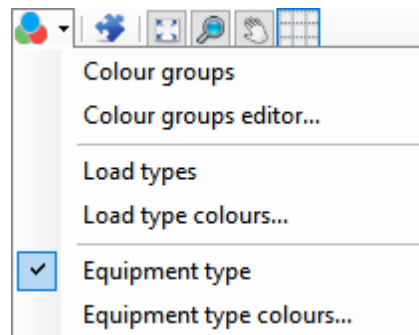 Colour groups
Colour groups editor...
Load types
Load type colours...
Equipment type
Equipment type colours...